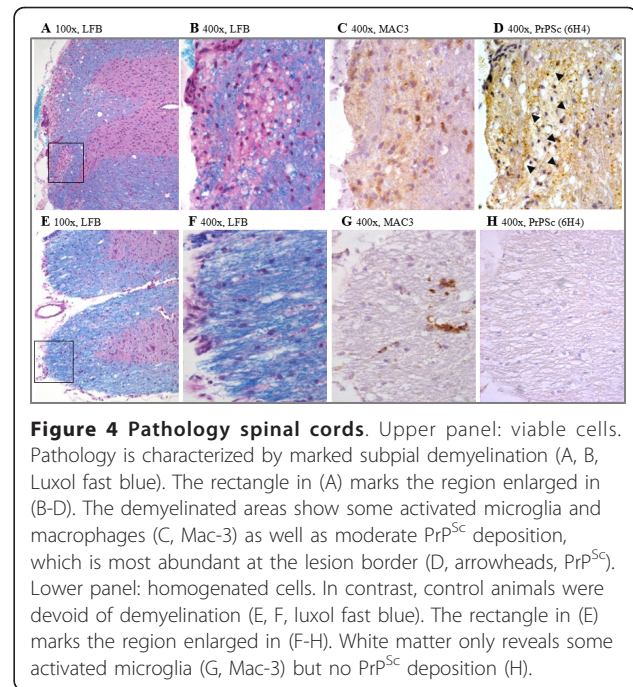 A 100x, LFB B 400x, LFB C 400x, MAC3 D 400x, PrPSc (6H4)
E 100x, LFB F 400x, LFB G 400x, MAC3 H 400x, PrPSc (6H4)
Figure 4 Pathology spinal cords. Upper panel: viable cells.
Pathology is characterized by marked subpial demyelination (A, B,
Luxol fast blue). The rectangle in (A) marks the region enlarged in
(B-D). The demyelinated areas show some activated microglia and
macrophages (C, Mac-3) as well as moderate PrPSc deposition,
which is most abundant at the lesion border (D, arrowheads, PrPSc).
Lower panel: homogenated cells. In contrast, control animals were
devoid of demyelination (E, F, luxol fast blue). The rectangle in (E)
marks the region enlarged in (F-H). White matter only reveals some
activated microglia (G, Mac-3) but no PrPSc deposition (H).